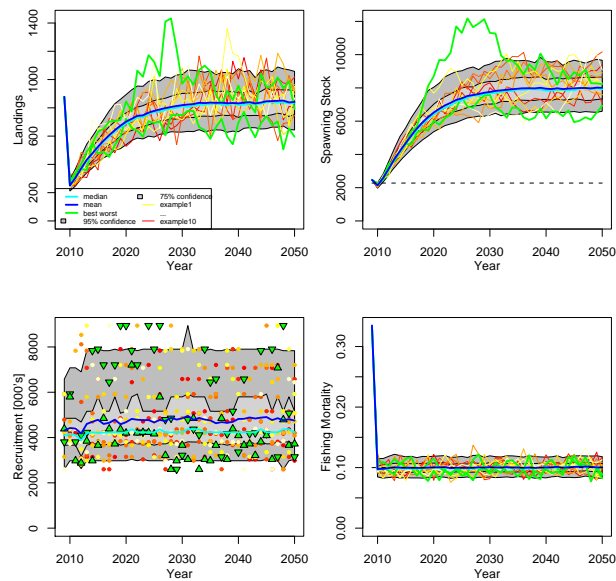 Landings
200 600 1000 1400
0
2010 2020 2030 2040 2050
Year
median
mean
best worst
95% confidence
75% confidence
example1
...
example10
Spawning Stock
0 2000 6000 10000
2010 2020 2030 2040 2050
Year
Recruitment [0000's]
0 2000 4000 6000 8000
2010 2020 2030 2040 2050
Year
Fishing Mortality
0.00 0.10 0.20 0.30
2010 2020 2030 2040 2050
Year